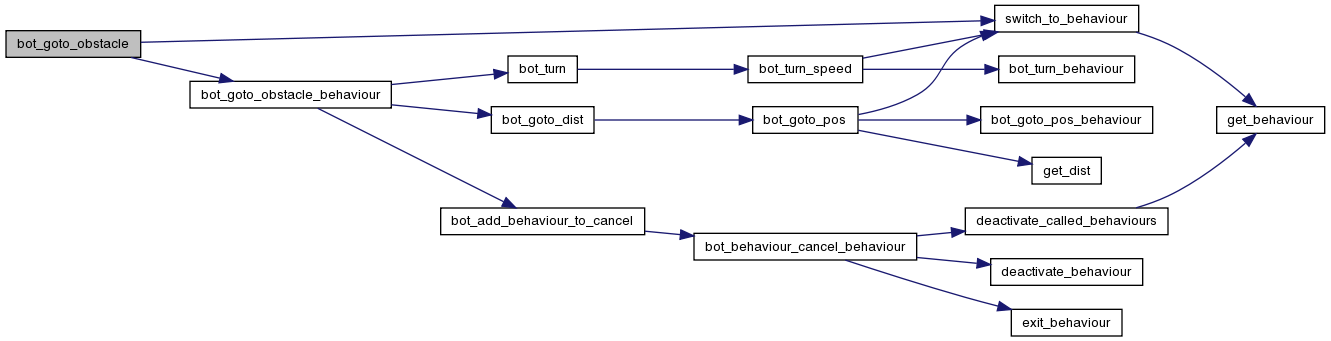 bot_goto_obstacle
switch_to_behaviour
bot_goto_obstacle_behaviour
bot_turn
bot_turn_speed
bot_turn_behaviour
bot_goto_dist
bot_goto_pos
bot_goto_pos_behaviour
get_behaviour
get_dist
bot_add_behaviour_to_cancel
bot_behaviour_cancel_behaviour
deactivate_called_behaviours
deactivate_behaviour
exit_behaviour